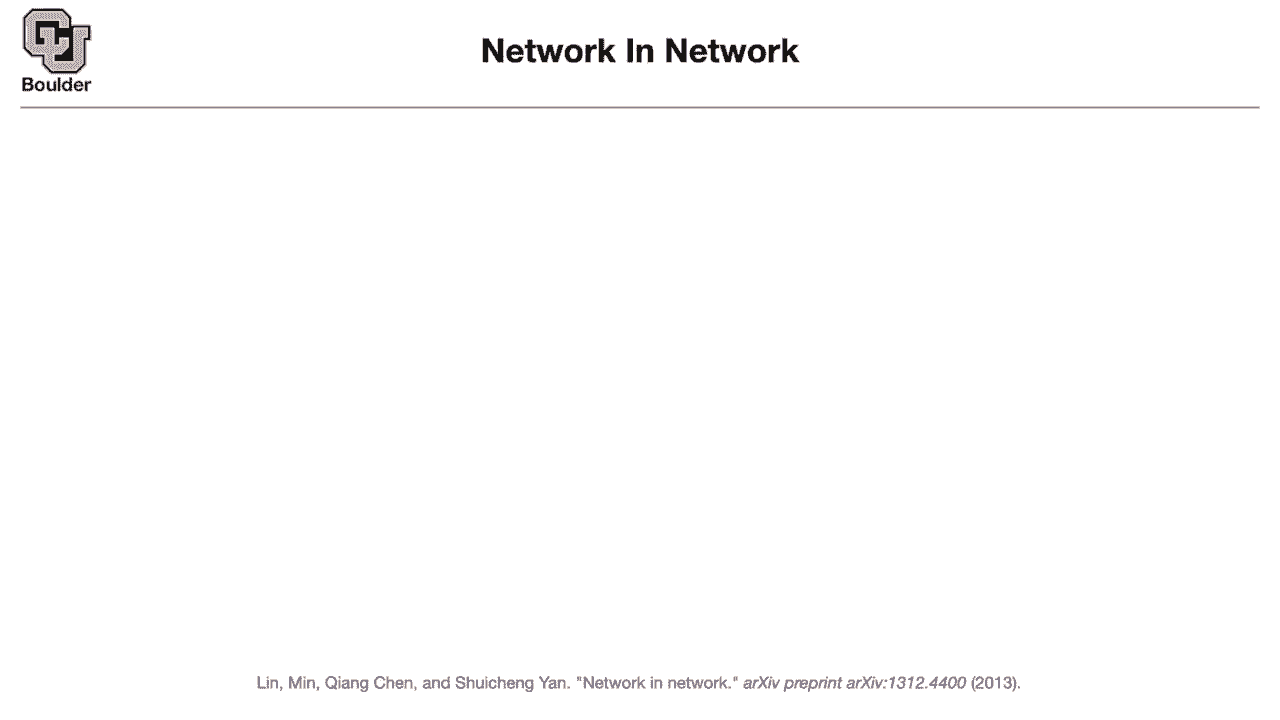 Boulder
Network In Network
Lin, Min, Qiang Chen, and Shuicheng Yan. "Network in network." arXiv preprint arXiv:1312.4400 (2013).